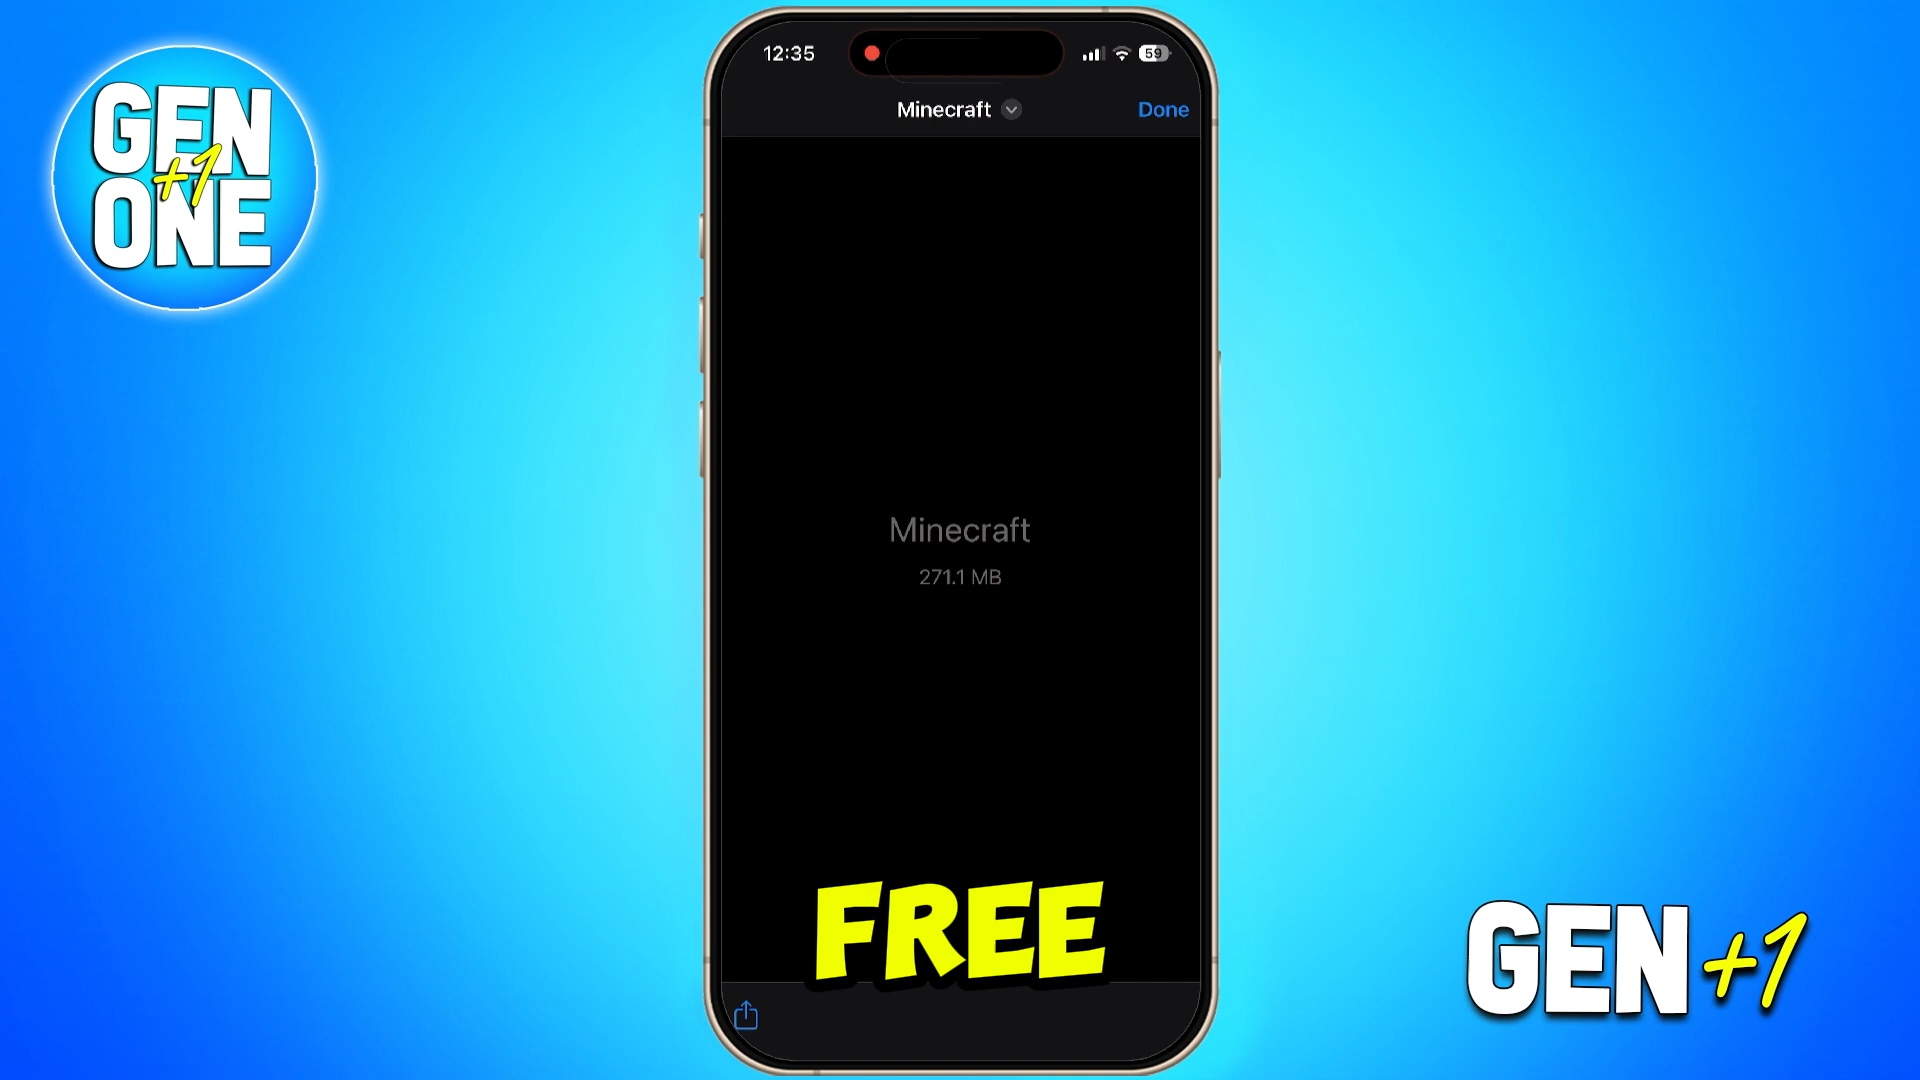 GEN
+1
ONE
12:35
59
Minecraft
Done
Minecraft
271.1 MB
FREE
GEN +1